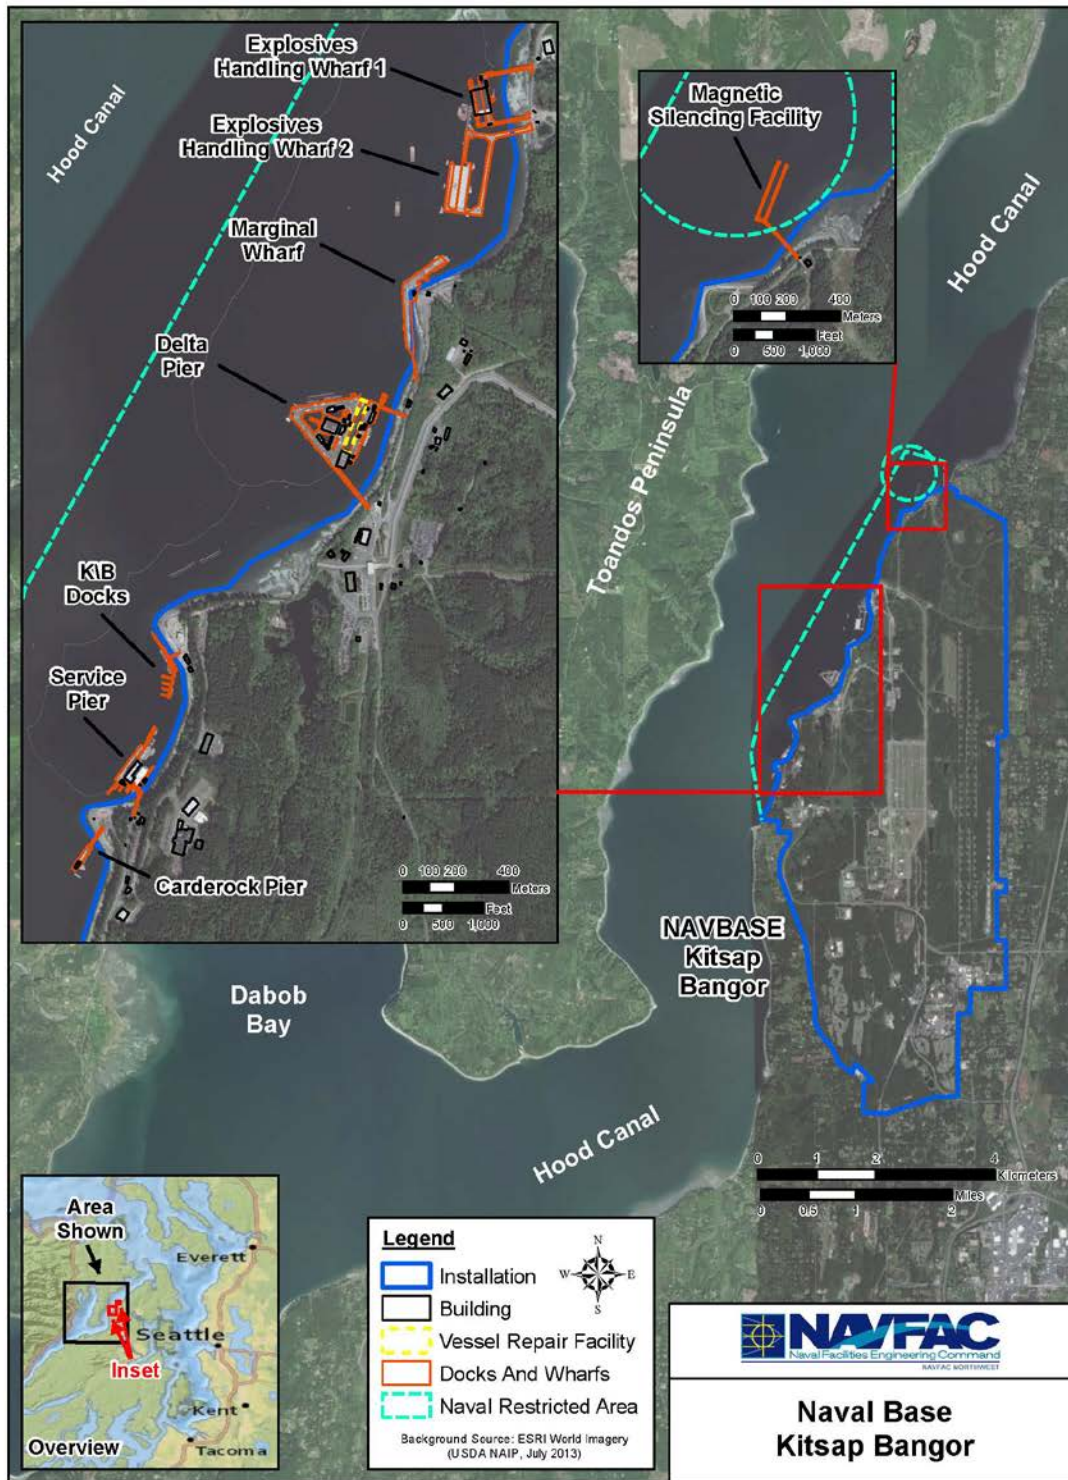 Explosives
Handling Wharf 1
Explosives
Handling Wharf 2
Marginal
Wharf
Delta
Pier
K\B
Docks
Service
Pier
Carderock Pier
Hood Canal
0 100 200 400
Meters
Feet
0 500 1,000
Magnetic
Silencing Facility
0 100 200 400
Meters
Feet
0 500 1,000
Hood Canal
Toandos Peninsula
NAVBASE
Kitsap
Bangor
Dabob
Bay
Hood Canal
0 1 2 4
Kilometers
Miles
0 0.5 1 2
Area
Shown
Everett
Seattle
Inset
Kent
Tacoma
Overview
Legend
N
W E
S
Installation
Building
Vessel Repair Facility
Docks And Wharfs
Naval Restricted Area
Background Source: ESRI World Imagery
(USDA NAIP, July 2013)
NAVFAC
Naval Facilities Engineering Command
NAVFAC NORTHWEST
Naval Base
Kitsap Bangor